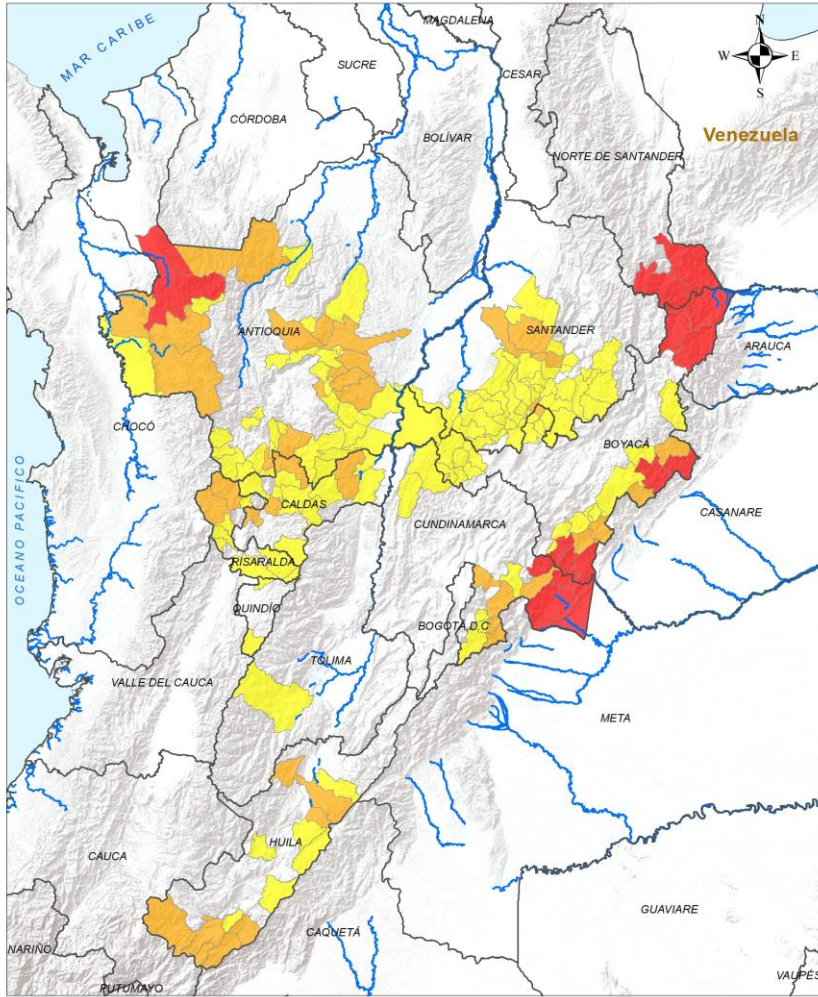 MAGDALENA
MAR CARIBE
N
W E
S
SUCRE
CESAR
CÓRDOBA
BOLÍVAR
Venezuela
NORTE DE SANTANDER
ANTIOQUIA
SANTANDER
ARAUCA
CHOCÓ
BOYACÁ
CALDAS
CASANARE
CUNDINAMARCA
OCEANO PACIFICO
RISARALDA
QUINDÍO
BOGOTÁ D.C
TOLIMA
VALLE DEL CAUCA
META
HUILA
CAUCA
GUAVIARE
CAQUETÁ
NARIÑO
VAUPÉS
PUTUMAYO